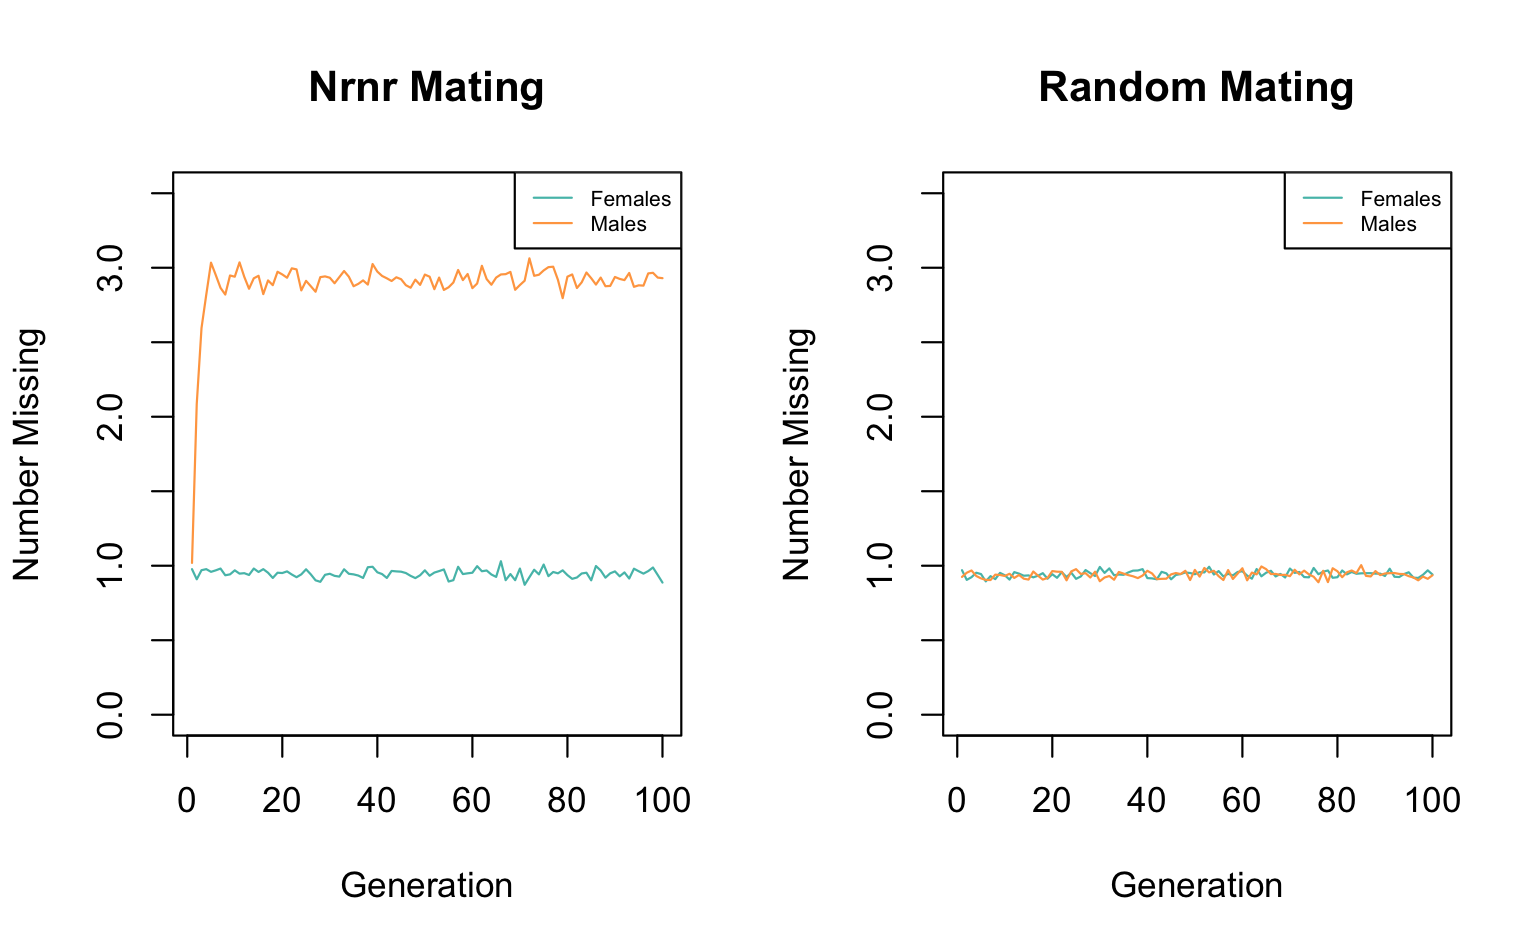 Nrnr Mating
Females
Males
Number Missing
3.0
2.0
1.0
0.0
0 20 40 60 80 100
Generation
Random Mating
Females
Males
Number Missing
3.0
2.0
1.0
0.0
0 20 40 60 80 100
Generation